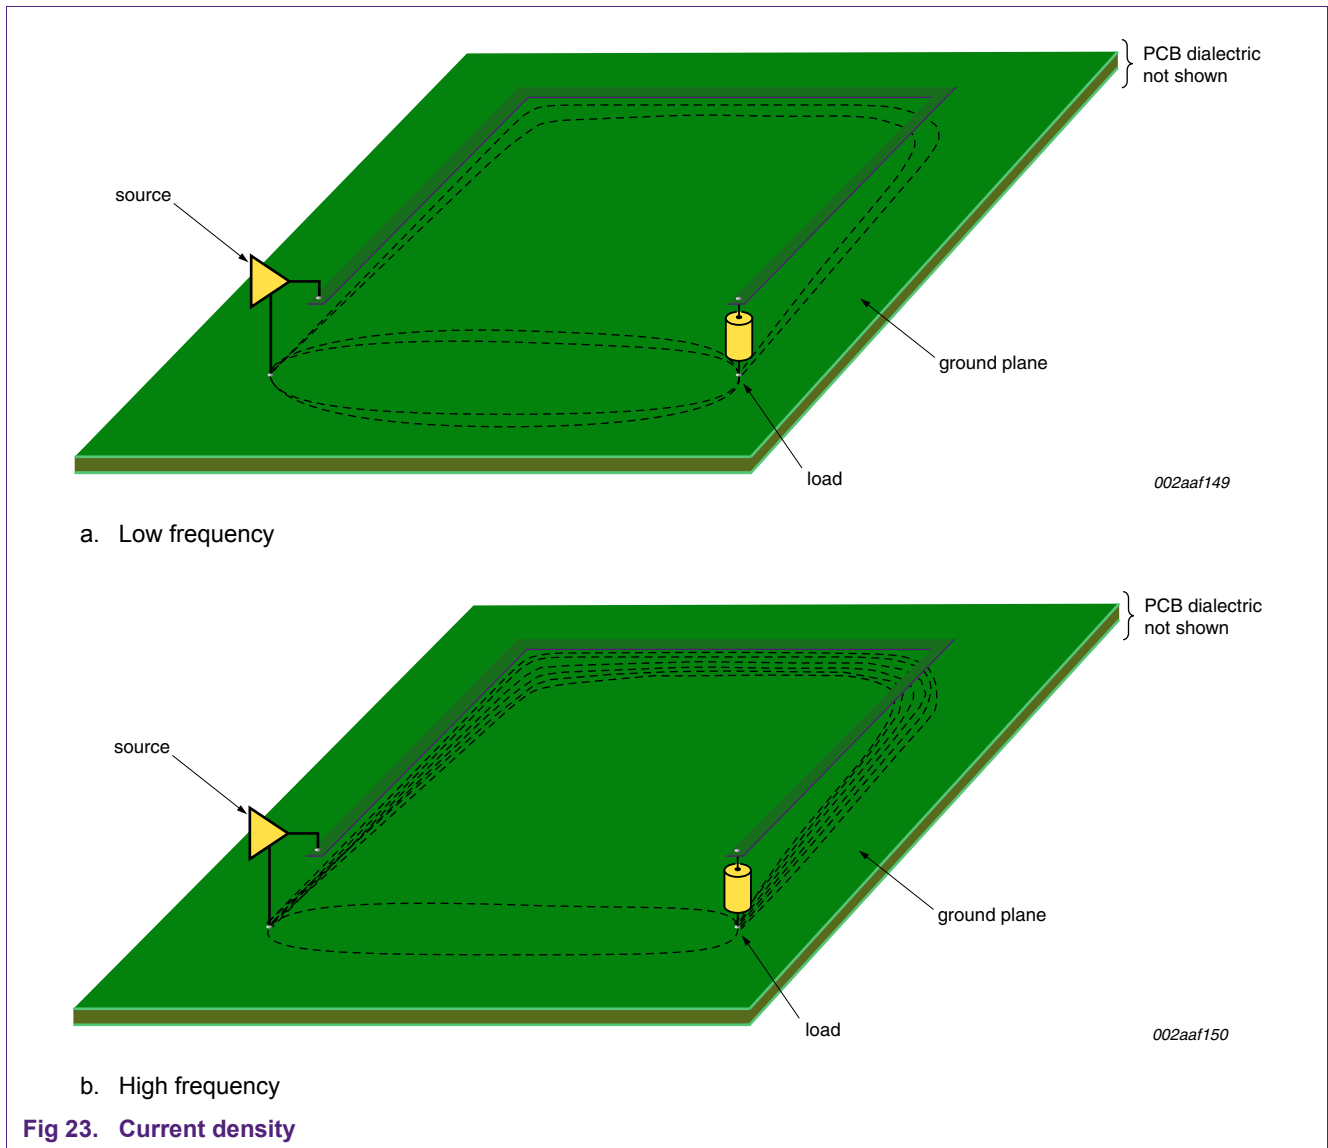 PCB dialectric
not shown
source
ground plane
load
002aaf149
a. Low frequency
PCB dialectric
not shown
source
ground plane
load
002aaf150
b. High frequency
Fig 23. Current density